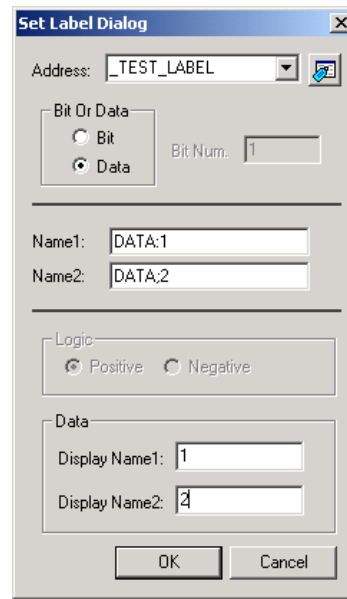 Set Label Dialog
Address: _TEST_LABEL
Bit Or Data
Bit
Data
Bit Num. 1
Name1: DATA:1
Name2: DATA;2
Logic
Positive Negative
Data
Display Name1: 1
Display Name2: 2
OK Cancel